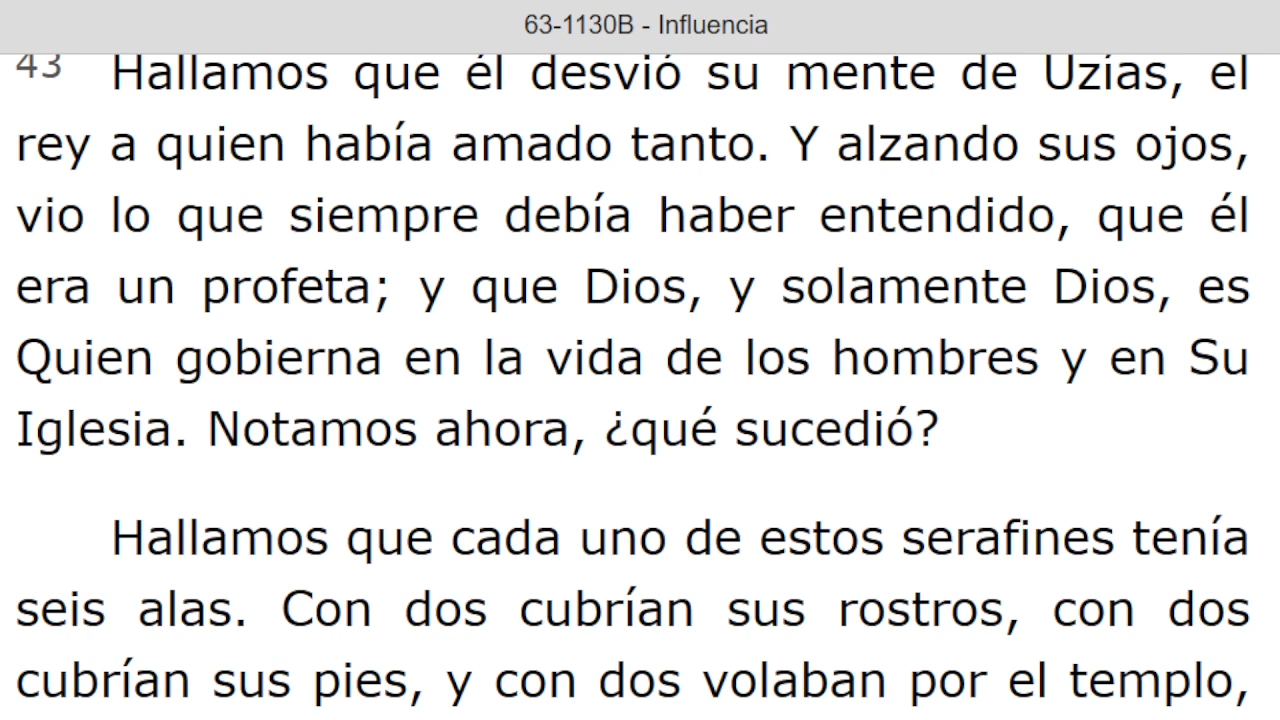 63-1130B - Influencia
43 Hallamos que él desvió su mente de Uzías, el
rey a quien había amado tanto. Y alzando sus ojos,
vio lo que siempre debía haber entendido, que él
era un profeta; y que Dios, y solamente Dios, es
Quien gobierna en la vida de los hombres y en Su
Iglesia. Notamos ahora, ¿qué sucedió?
Hallamos que cada uno de estos serafines tenía
seis alas. Con dos cubrían sus rostros, con dos
cubrían sus pies, y con dos volaban por el templo,